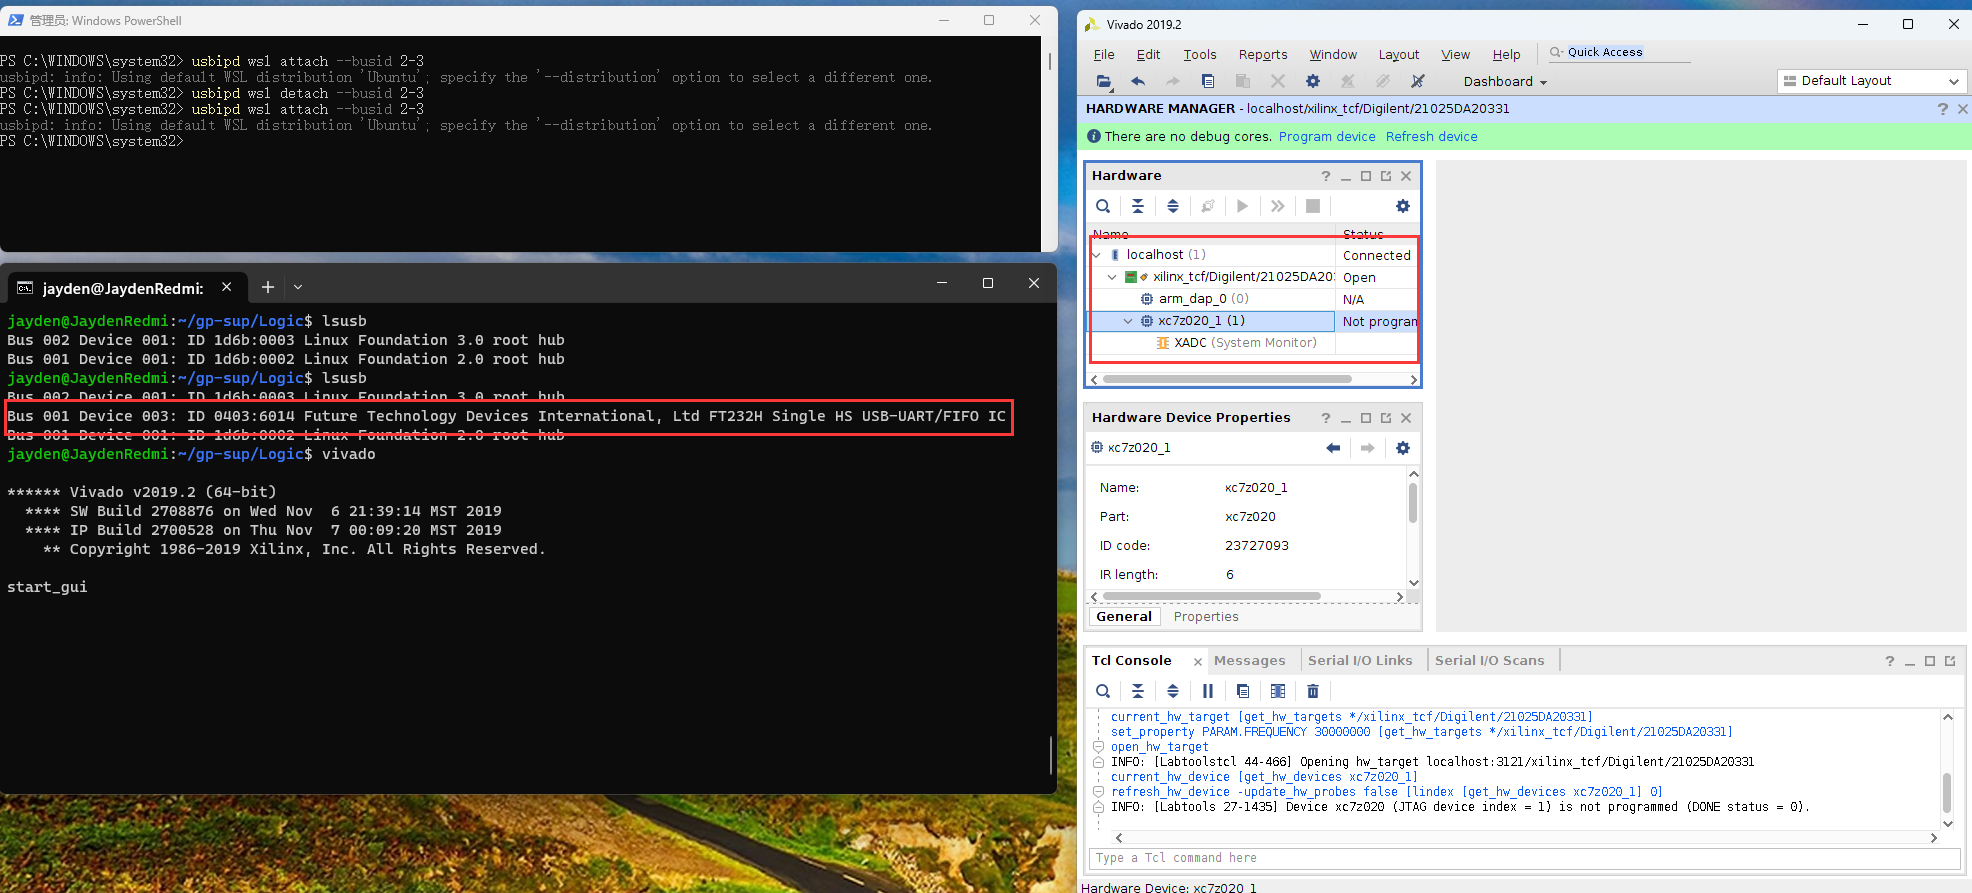 管理员: Windows PowerShell
PS C:\WINDOWS\system32> usbipd wsl attach --busid 2-3
usbipd: info: Using default WSL distribution 'Ubuntu'; specify the '--distribution' option to select a different one.
PS C:\WINDOWS\system32> usbipd wsl detach --busid 2-3
PS C:\WINDOWS\system32> usbipd wsl attach --busid 2-3
usbipd: info: Using default WSL distribution 'Ubuntu'; specify the '--distribution' option to select a different one.
PS C:\WINDOWS\system32>
jayden@JaydenRedmi:
jayden@JaydenRedmi:~/gp-sup/Logic$ lsusb
Bus 002 Device 001: ID 1d6b:0003 Linux Foundation 3.0 root hub
Bus 001 Device 001: ID 1d6b:0002 Linux Foundation 2.0 root hub
jayden@JaydenRedmi:~/gp-sup/Logic$ lsusb
Bus 002 Device 001: ID 1d6b:0003 Linux Foundation 3.0 root hub
Bus 001 Device 003: ID 0403:6014 Future Technology Devices International, Ltd FT232H Single HS USB-UART/FIFO IC
Bus 001 Device 001: ID 1d6b:0002 Linux Foundation 2.0 root hub
jayden@JaydenRedmi:~/gp-sup/Logic$ vivado
****** Vivado v2019.2 (64-bit)
**** SW Build 2708876 on Wed Nov  6 21:39:14 MST 2019
**** IP Build 2700528 on Thu Nov  7 00:09:20 MST 2019
** Copyright 1986-2019 Xilinx, Inc. All Rights Reserved.
start_gui
Vivado 2019.2
File Edit Tools Reports Window Layout View Help Quick Access
Dashboard
Default Layout
HARDWARE MANAGER - localhost/xilinx_tcf/Digilent/21025DA20331
There are no debug cores. Program device Refresh device
Hardware
Name Status
localhost (1) Connected
xilinx_tcf/Digilent/21025DA20331 Open
arm_dap_0 (0) N/A
xc7z020_1 (1) Not program
XADC (System Monitor)
Hardware Device Properties
xc7z020_1
Name: xc7z020_1
Part: xc7z020
ID code: 23727093
IR length: 6
General Properties
Tcl Console Messages Serial I/O Links Serial I/O Scans
current_hw_target [get_hw_targets */xilinx_tcf/Digilent/21025DA20331]
set_property PARAM.FREQUENCY 30000000 [get_hw_targets */xilinx_tcf/Digilent/21025DA20331]
open_hw_target
INFO: [Labtoolstcl 44-466] Opening hw_target localhost:3121/xilinx_tcf/Digilent/21025DA20331
current_hw_device [get_hw_devices xc7z020_1]
refresh_hw_device -update_hw_probes false [lindex [get_hw_devices xc7z020_1] 0]
INFO: [Labtools 27-1435] Device xc7z020 (JTAG device index = 1) is not programmed (DONE status = 0).
Type a Tcl command here
Hardware Device: xc7z020_1